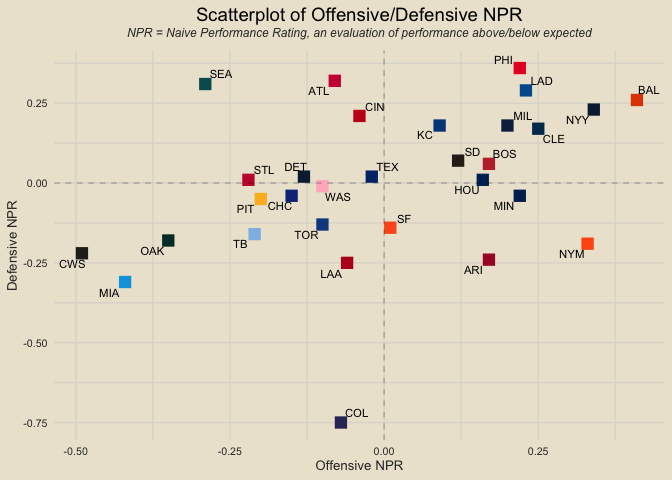 Scatterplot of Offensive/Defensive NPR
NPR = Naive Performance Rating, an evaluation of performance above/below expected
PHI
SEA
LAD
ATL
BAL
0.25
CIN
NYY
MIL
KC
CLE
SD
BOS
STL
DET
TEX
0.00
HOU
WAS
PIT
CHC
MIN
SF
TOR
TB
OAK
NYM
-0.25
CWS
LAA
ARI
MIA
-0.50
COL
-0.75
Defensive NPR
-0.50
-0.25
0.00
0.25
Offensive NPR